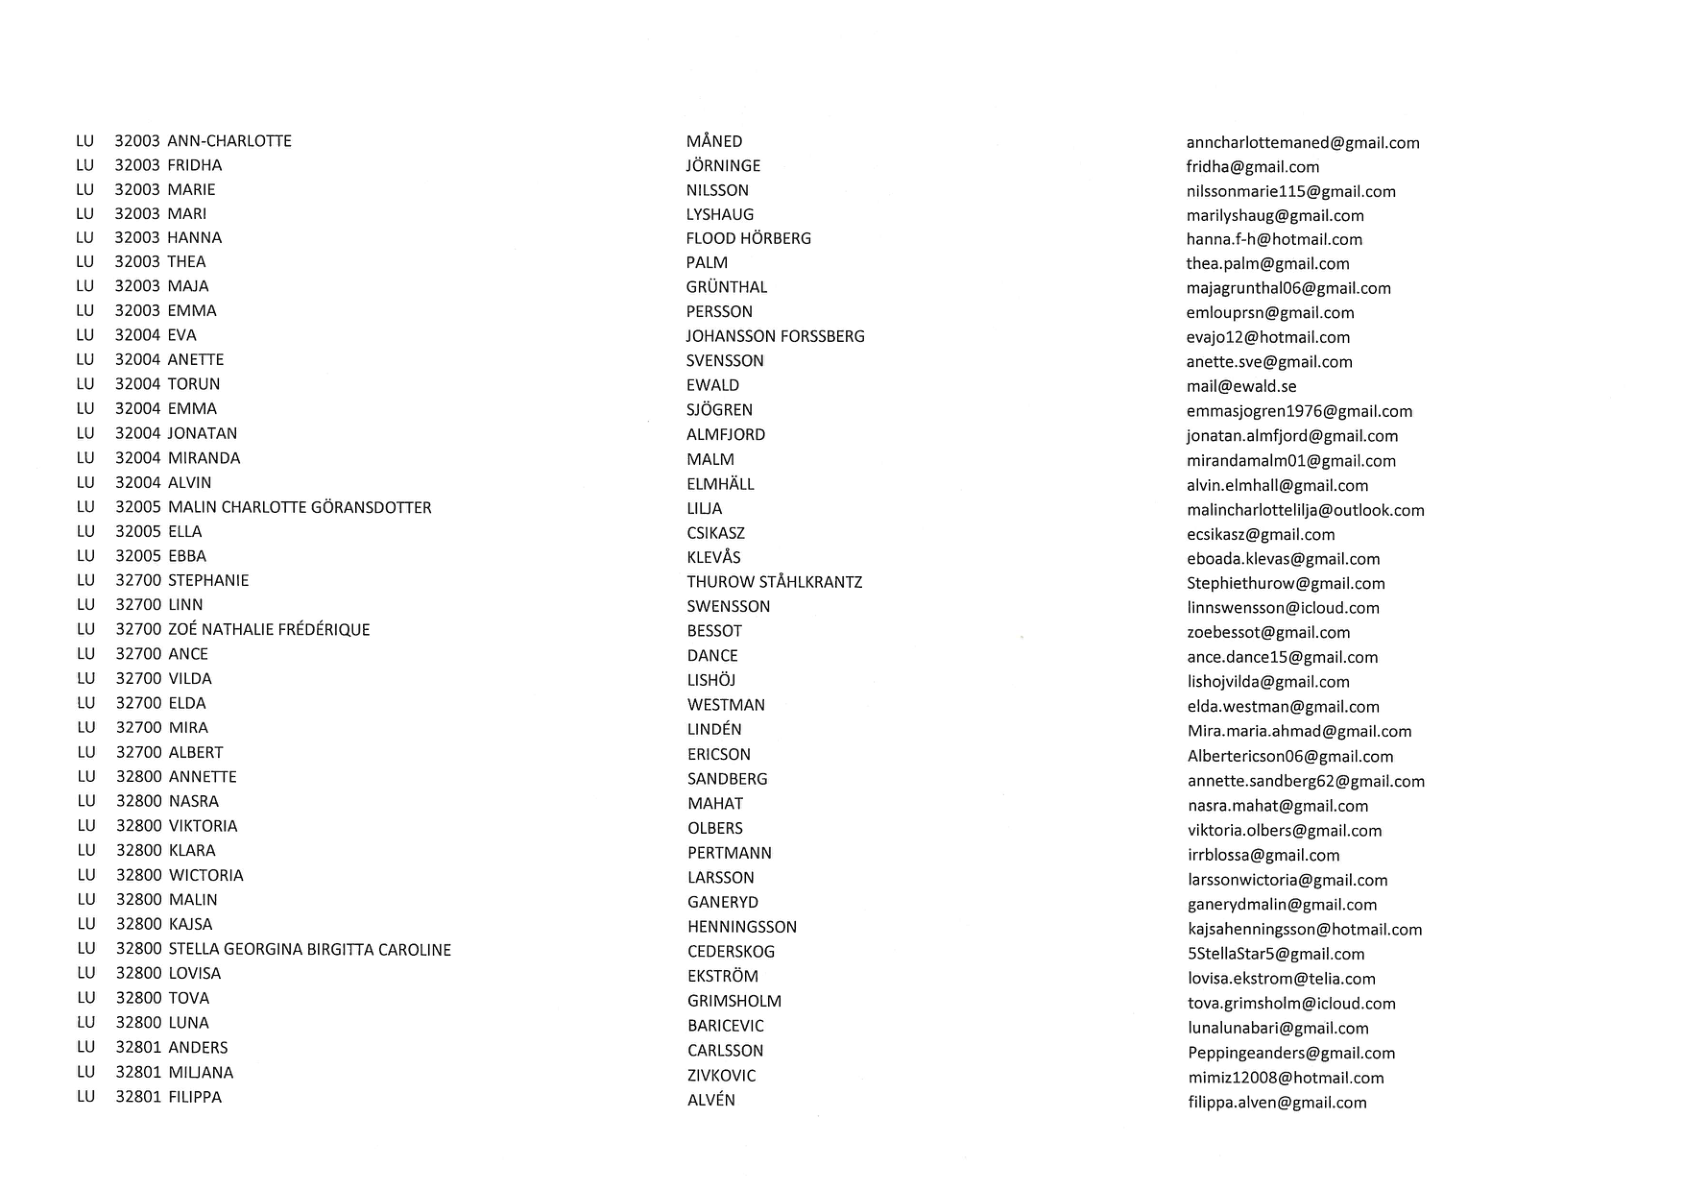 LU 32003 ANN-CHARLOTTE MÅNED anncharlottemaned@gmail.com
LU 32003 FRIDHA JÖRNINGE fridha@gmail.com
LU 32003 MARIE NILSSON nilssonmarie115@gmail.com
LU 32003 MARI LYSHAUG marilyshaug@gmail.com
LU 32003 HANNA FLOOD HÖRBERG hanna.f-h@hotmail.com
LU 32003 THEA PALM thea.palm@gmail.com
LU 32003 MAJA GRÜNTHAL majagrunthal06@gmail.com
LU 32003 EMMA PERSSON emlouprsn@gmail.com
LU 32004 EVA JOHANSSON FORSSBERG evajo12@hotmail.com
LU 32004 ANETTE SVENSSON anette.sve@gmail.com
LU 32004 TORUN EWALD mail@ewald.se
LU 32004 EMMA SJÖGREN emmasjogren1976@gmail.com
LU 32004 JONATAN ALMFJORD jonatan.almfjord@gmail.com
LU 32004 MIRANDA MALM mirandamalm01@gmail.com
LU 32004 ALVIN ELMHÄLL alvin.elmhall@gmail.com
LU 32005 MALIN CHARLOTTE GÖRANSDOTTER LILJA malincharlottelilja@outlook.com
LU 32005 ELLA CSIKASZ ecsikasz@gmail.com
LU 32005 EBBA KLEVÅS eboada.klevas@gmail.com
LU 32700 STEPHANIE THUROW STÅHLKRANTZ Stephiethurow@gmail.com
LU 32700 LINN SWENSSON linnswensson@icloud.com
LU 32700 ZOÉ NATHALIE FRÉDÉRIQUE BESSOT zoebessot@gmail.com
LU 32700 ANCE DANCE ance.dance15@gmail.com
LU 32700 VILDA LISHÖJ lishojvilda@gmail.com
LU 32700 ELDA WESTMAN elda.westman@gmail.com
LU 32700 MIRA LINDÉN Mira.maria.ahmad@gmail.com
LU 32700 ALBERT ERICSON Albertericson06@gmail.com
LU 32800 ANNETTE SANDBERG annette.sandberg62@gmail.com
LU 32800 NASRA MAHAT nasra.mahat@gmail.com
LU 32800 VIKTORIA OLBERS viktoria.olbers@gmail.com
LU 32800 KLARA PERTMANN irrblossa@gmail.com
LU 32800 WICTORIA LARSSON larssonwictoria@gmail.com
LU 32800 MALIN GANERYD ganerydmalin@gmail.com
LU 32800 KAJSA HENNINGSSON kajsahenningsson@hotmail.com
LU 32800 STELLA GEORGINA BIRGITTA CAROLINE CEDERSKOG 5StellaStar5@gmail.com
LU 32800 LOVISA EKSTRÖM lovisa.ekstrom@telia.com
LU 32800 TOVA GRIMSHOLM tova.grimsholm@icloud.com
LU 32800 LUNA BARICEVIC lunalunabari@gmail.com
LU 32801 ANDERS CARLSSON Peppingeanders@gmail.com
LU 32801 MILJANA ZIVKOVIC mimiz12008@hotmail.com
LU 32801 FILIPPA ALVÉN filippa.alven@gmail.com